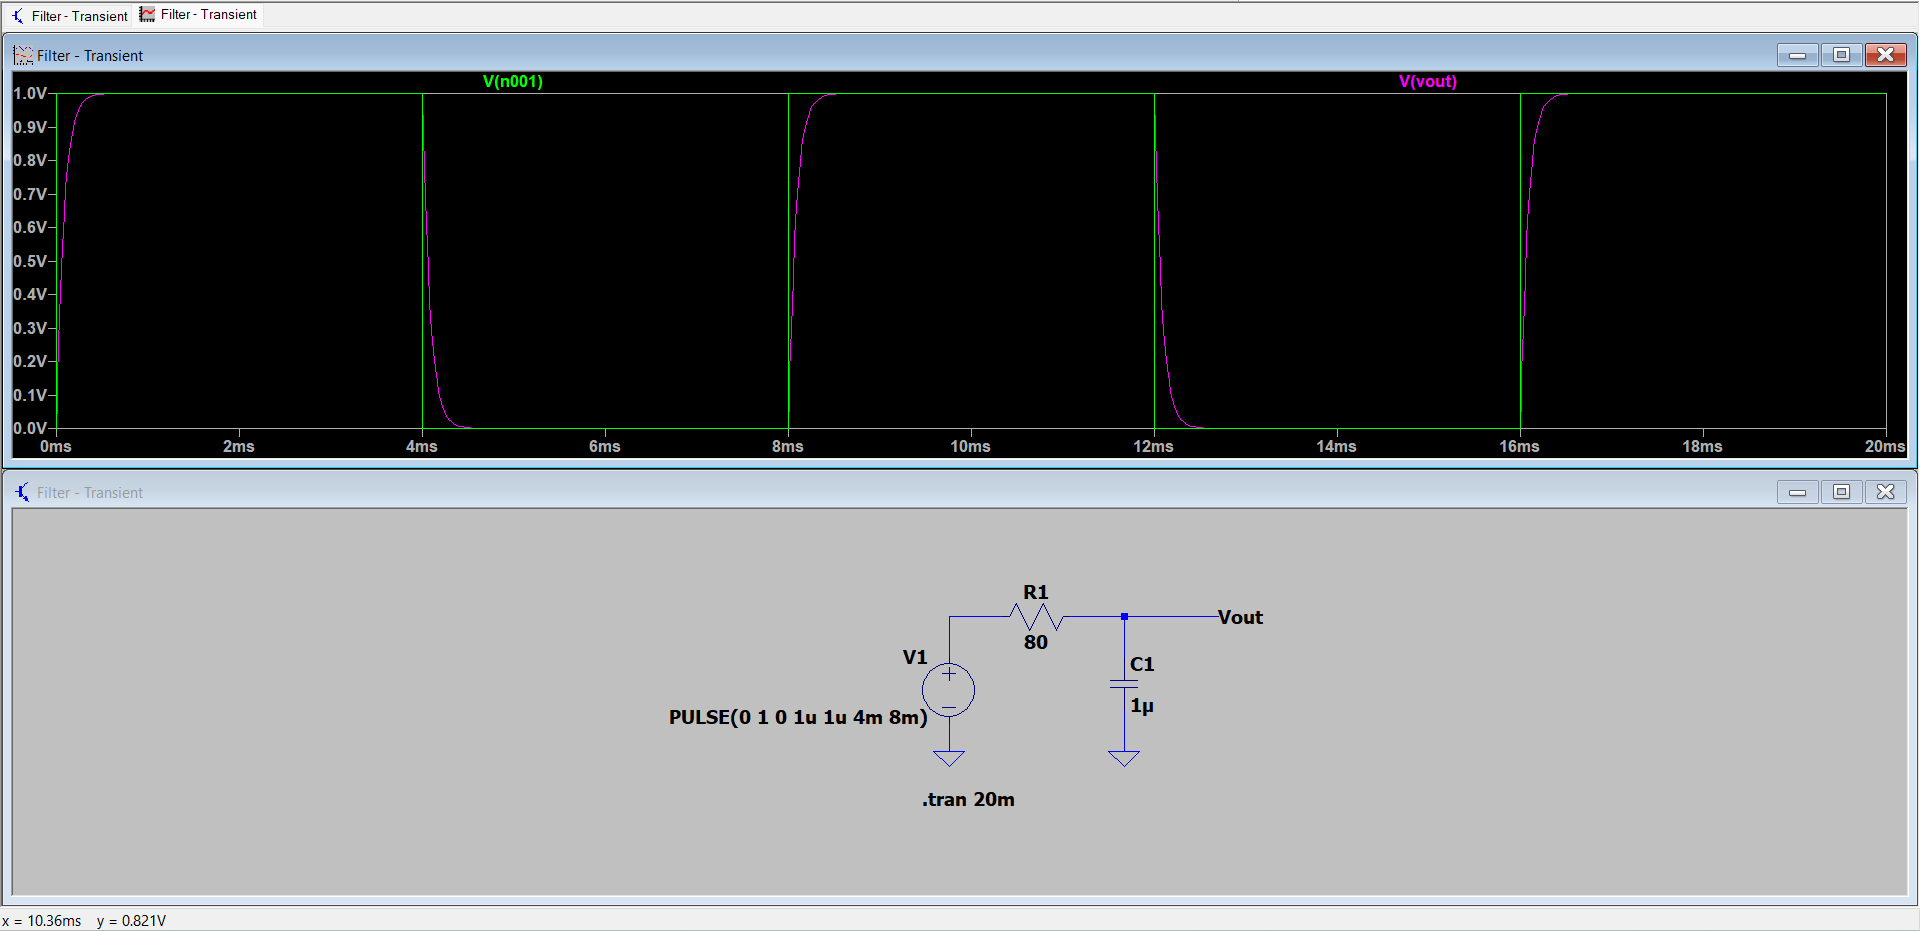 Filter - Transient Filter - Transient
Filter - Transient
V(n001) V(vout)
1.0V
0.9V
0.8V
0.7V
0.6V
0.5V
0.4V
0.3V
0.2V
0.1V
0.0V
0ms 2ms 4ms 6ms 8ms 10ms 12ms 14ms 16ms 18ms 20ms
Filter - Transient
R1
80
Vout
V1
+
−
C1
1µ
PULSE(0 1 0 1u 1u 4m 8m)
.tran 20m
x = 10.36ms y = 0.821V